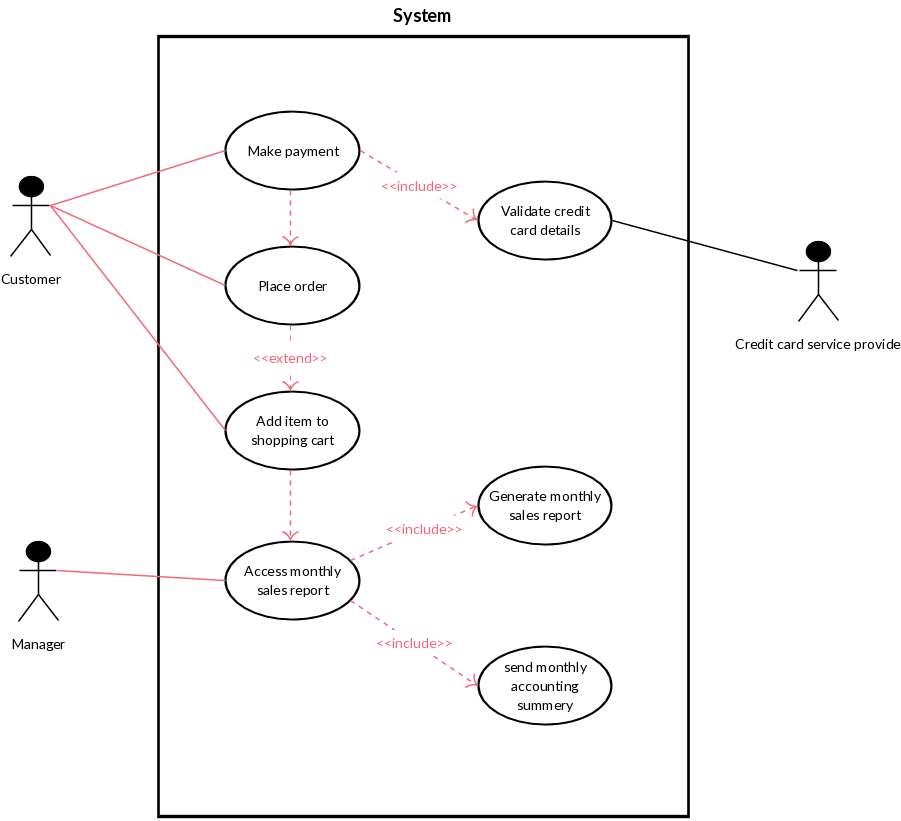 System
Make payment
<<include>>
Validate credit
card details
Customer
Place order
Credit card service provide
<<extend>>
Add item to
shopping cart
Generate monthly
sales report
<<include>>
Access monthly
sales report
Manager
<<include>>
send monthly
accounting
summery